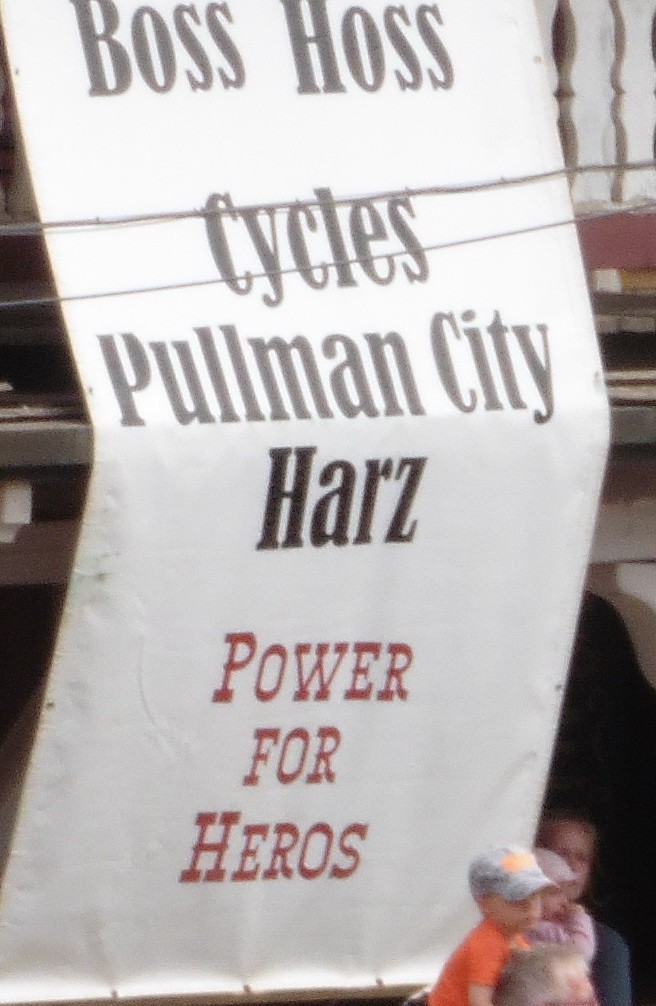 Boss Hoss
Cycles
Pullman City
Harz
POWER
FOR
HEROS